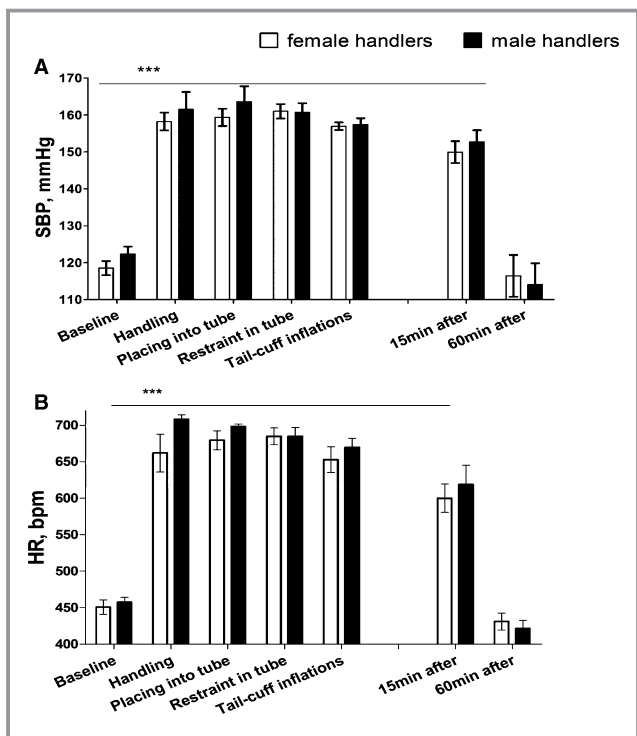 female handlers male handlers
A
***
170
160
150
140
130
120
110
SBP, mmHg
Baseline
Handling
Placing into tube
Restraint in tube
Tail-cuff inflations
15min after
60min after
B
***
700
650
600
550
500
450
400
HR, bpm
Baseline
Handling
Placing into tube
Restraint in tube
Tail-cuff inflations
15min after
60min after